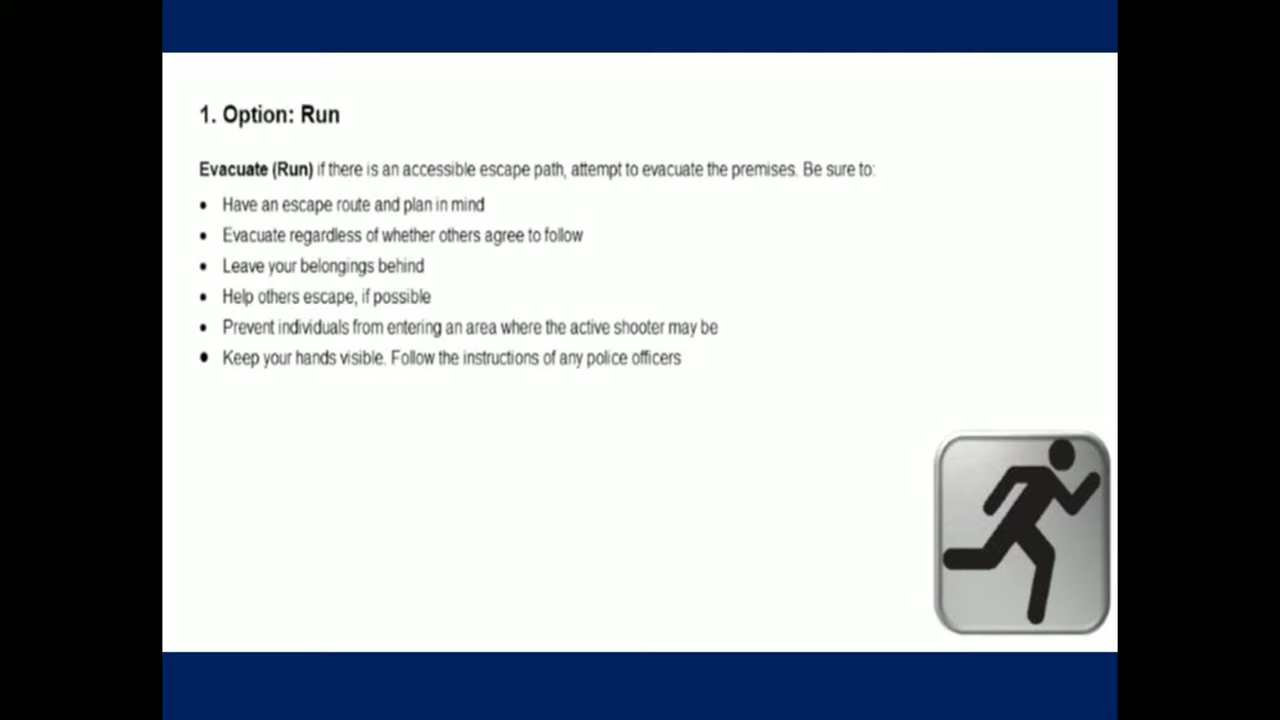 1. Option: Run
Evacuate (Run) if there is an accessible escape path, attempt to evacuate the premises. Be sure to:
• Have an escape route and plan in mind
• Evacuate regardless of whether others agree to follow
• Leave your belongings behind
• Help others escape, if possible
• Prevent individuals from entering an area where the active shooter may be
• Keep your hands visible. Follow the instructions of any police officers